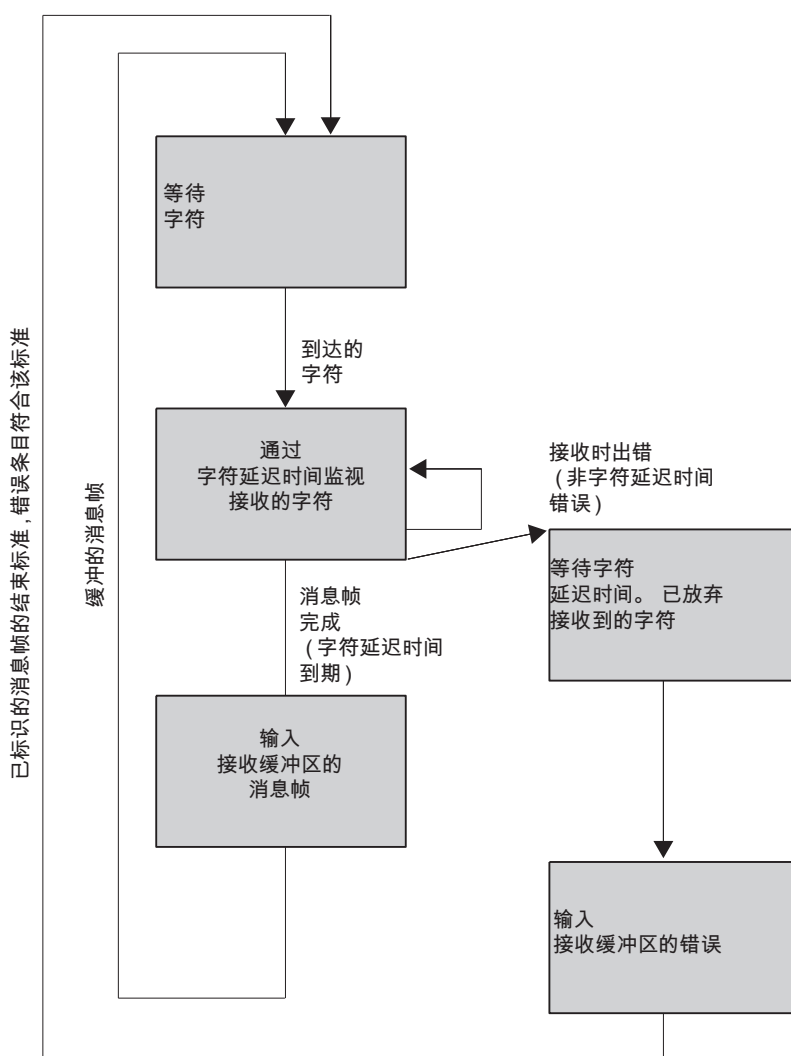 等待
字符
到达的
字符
通过
字符延迟时间监视
接收的字符
接收时出错
(非字符延迟时间
错误)
等待字符
延迟时间。 已放弃
接收到的字符
消息帧
完成
(字符延迟时间
到期)
输入
接收缓冲区的
消息帧
输入
接收缓冲区的错误
缓冲的消息帧
已标识的消息帧的结束标准,错误条目符合该标准